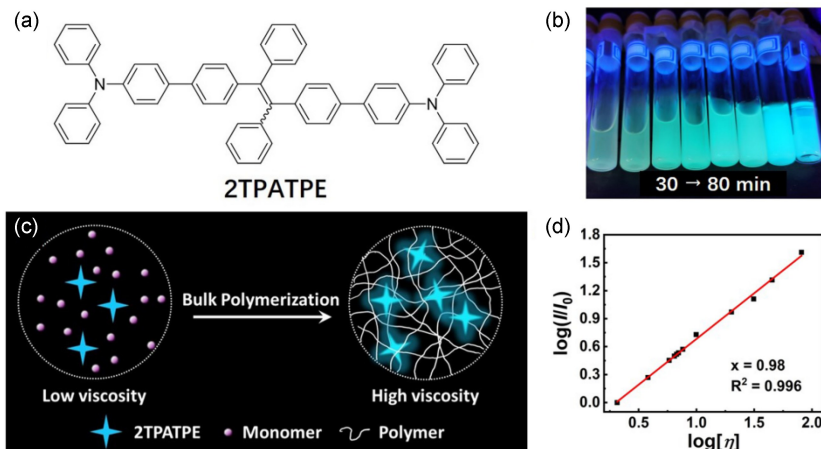 (a)
N
N
2TPATPE
(b)
30 → 80 min
(c)
Bulk Polymerization
Low viscosity
High viscosity
2TPATPE
Monomer
Polymer
(d)
log(I/I₀)
1.8
1.5
1.2
0.9
0.6
0.3
0.0
x = 0.98
R² = 0.996
0.5 1.0 1.5 2.0
log[η]